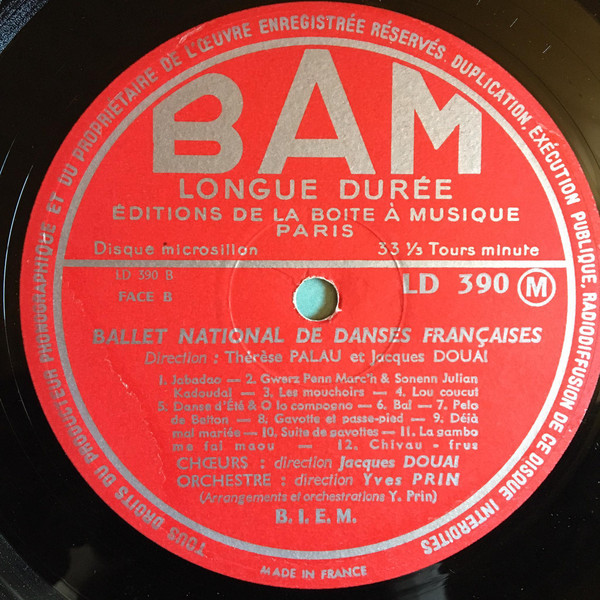 TOUS DROITS DU PRODUCTEUR PHONOGRAPHIQUE ET DU PROPRIÉTAIRE DE L'ŒUVRE ENREGISTRÉE RÉSERVÉS. DUPLICATION, EXÉCUTION PUBLIQUE, RADIODIFFUSION DE CE DISQUE INTERDITES
BAM
LONGUE DURÉE
ÉDITIONS DE LA BOITE À MUSIQUE
PARIS
Disque microsillon 33 ⅓ Tours minute
LD 390 B
FACE B
LD 390 M
BALLET NATIONAL DE DANSES FRANÇAISES
Direction : Thérèse PALAU et Jacques DOUAI
1. Jabadao — 2. Gwerz Penn Marc'h & Sonenn Julian
Kadoudal — 3. Les mouchoirs — 4. Lou coucut
5. Danse d'Été & O lo compogno — 6. Bal — 7. Pelo
de Betton — 8. Gavotte et passe-pied — 9. Déjà
mal mariée — 10. Suite de gavottes — 11. La gambo
me fai maou — 12. Chivau - frus
CHŒURS : direction Jacques DOUAI
ORCHESTRE : direction Yves PRIN
(Arrangements et orchestrations Y. Prin)
B. I. E. M.
MADE IN FRANCE